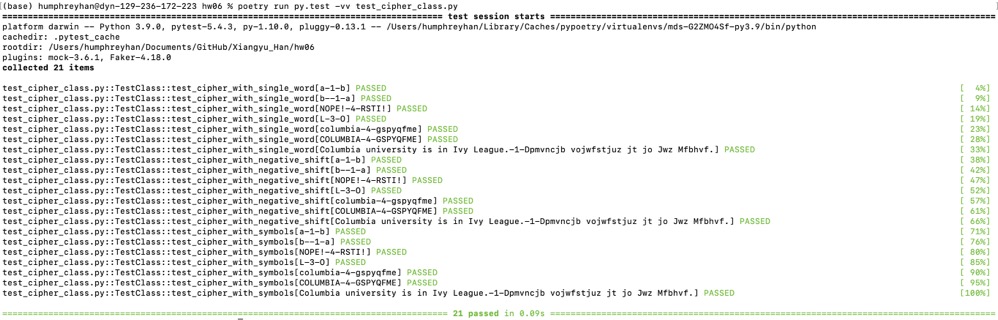 (base) humphreyhan@dyn-129-236-172-223 hw06 % poetry run py.test -vv test_cipher_class.py
============================== test session starts ==============================
platform darwin -- Python 3.9.0, pytest-5.4.3, py-1.10.0, pluggy-0.13.1 -- /Users/humphreyhan/Library/Caches/pypoetry/virtualenvs/mds-G2ZMO4Sf-py3.9/bin/python
cachedir: .pytest_cache
rootdir: /Users/humphreyhan/Documents/GitHub/Xiangyu_Han/hw06
plugins: mock-3.6.1, Faker-4.18.0
collected 21 items
test_cipher_class.py::TestClass::test_cipher_with_single_word[a-1-b] PASSED [  4%]
test_cipher_class.py::TestClass::test_cipher_with_single_word[b--1-a] PASSED [  9%]
test_cipher_class.py::TestClass::test_cipher_with_single_word[NOPE!-4-RSTI!] PASSED [ 14%]
test_cipher_class.py::TestClass::test_cipher_with_single_word[L-3-O] PASSED [ 19%]
test_cipher_class.py::TestClass::test_cipher_with_single_word[columbia-4-gspyqfme] PASSED [ 23%]
test_cipher_class.py::TestClass::test_cipher_with_single_word[COLUMBIA-4-GSPYQFME] PASSED [ 28%]
test_cipher_class.py::TestClass::test_cipher_with_single_word[Columbia university is in Ivy League.-1-Dpmvncjb vojwfstjuz jt jo Jwz Mfbhvf.] PASSED [ 33%]
test_cipher_class.py::TestClass::test_cipher_with_negative_shift[a-1-b] PASSED [ 38%]
test_cipher_class.py::TestClass::test_cipher_with_negative_shift[b--1-a] PASSED [ 42%]
test_cipher_class.py::TestClass::test_cipher_with_negative_shift[NOPE!-4-RSTI!] PASSED [ 47%]
test_cipher_class.py::TestClass::test_cipher_with_negative_shift[L-3-O] PASSED [ 52%]
test_cipher_class.py::TestClass::test_cipher_with_negative_shift[columbia-4-gspyqfme] PASSED [ 57%]
test_cipher_class.py::TestClass::test_cipher_with_negative_shift[COLUMBIA-4-GSPYQFME] PASSED [ 61%]
test_cipher_class.py::TestClass::test_cipher_with_negative_shift[Columbia university is in Ivy League.-1-Dpmvncjb vojwfstjuz jt jo Jwz Mfbhvf.] PASSED [ 66%]
test_cipher_class.py::TestClass::test_cipher_with_symbols[a-1-b] PASSED [ 71%]
test_cipher_class.py::TestClass::test_cipher_with_symbols[b--1-a] PASSED [ 76%]
test_cipher_class.py::TestClass::test_cipher_with_symbols[NOPE!-4-RSTI!] PASSED [ 80%]
test_cipher_class.py::TestClass::test_cipher_with_symbols[L-3-O] PASSED [ 85%]
test_cipher_class.py::TestClass::test_cipher_with_symbols[columbia-4-gspyqfme] PASSED [ 90%]
test_cipher_class.py::TestClass::test_cipher_with_symbols[COLUMBIA-4-GSPYQFME] PASSED [ 95%]
test_cipher_class.py::TestClass::test_cipher_with_symbols[Columbia university is in Ivy League.-1-Dpmvncjb vojwfstjuz jt jo Jwz Mfbhvf.] PASSED [100%]
============================== 21 passed in 0.09s ==============================